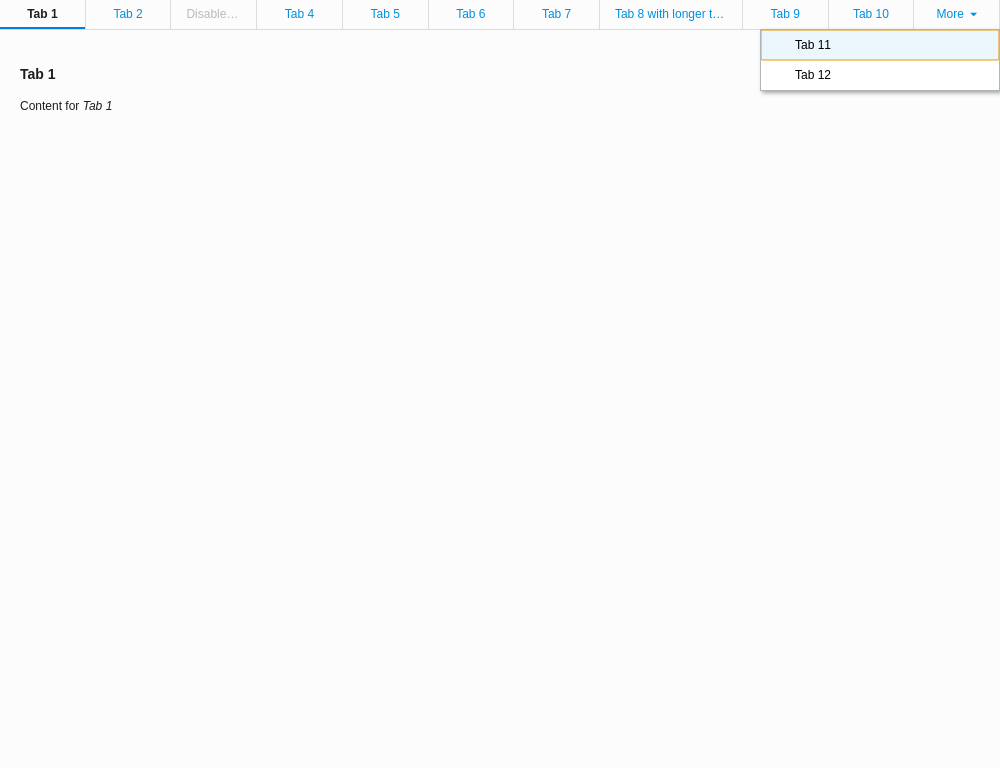 Tab 1 Tab 2 Disable… Tab 4 Tab 5 Tab 6 Tab 7 Tab 8 with longer t… Tab 9 Tab 10 More
Tab 11
Tab 12
Tab 1
Content for Tab 1